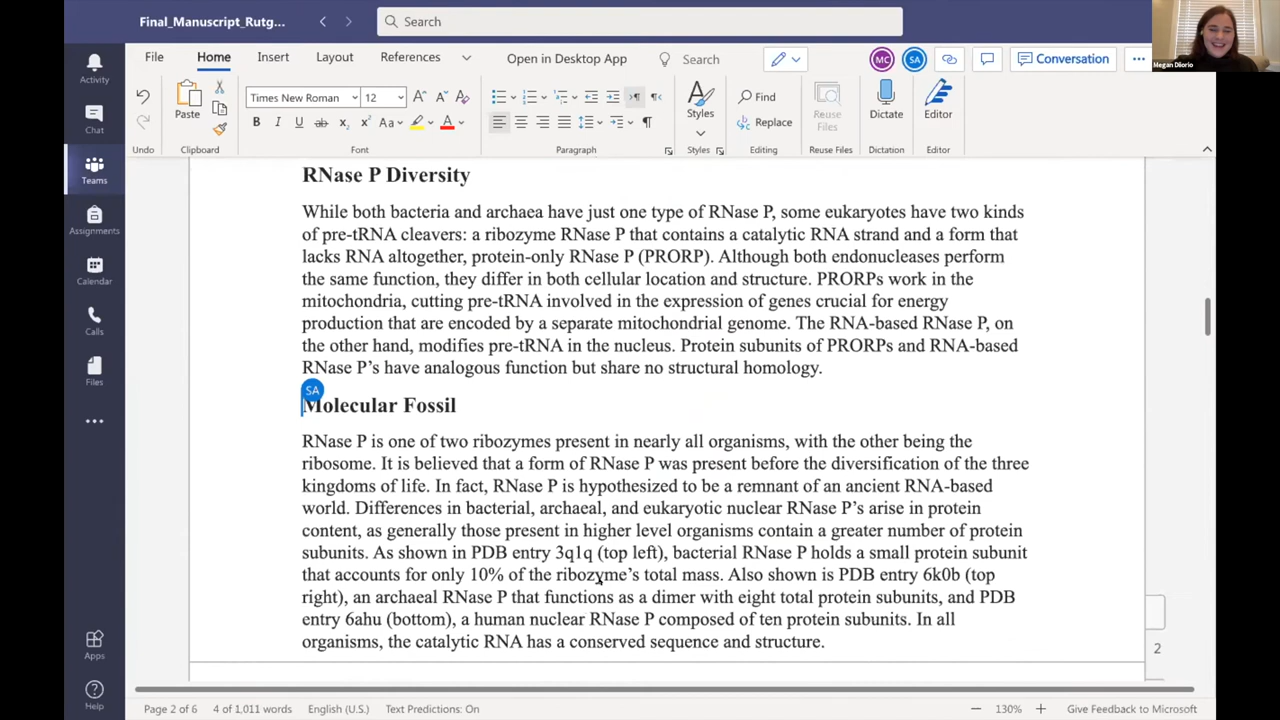 Final_Manuscript_Rutg...
Search
Megan DiIorio
File
Home
Insert
Layout
References
Open in Desktop App
Search
MC
SA
Conversation
Activity
Chat
Teams
Assignments
Calendar
Calls
Files
Apps
Help
Paste
Times New Roman
12
B I U ab x₂ x² Aa A
Styles
Find
Replace
Reuse
Files
Dictate
Editor
Undo
Clipboard
Font
Paragraph
Styles
Editing
Reuse Files
Dictation
Editor
RNase P Diversity
While both bacteria and archaea have just one type of RNase P, some eukaryotes have two kinds
of pre-tRNA cleavers: a ribozyme RNase P that contains a catalytic RNA strand and a form that
lacks RNA altogether, protein-only RNase P (PRORP). Although both endonucleases perform
the same function, they differ in both cellular location and structure. PRORPs work in the
mitochondria, cutting pre-tRNA involved in the expression of genes crucial for energy
production that are encoded by a separate mitochondrial genome. The RNA-based RNase P, on
the other hand, modifies pre-tRNA in the nucleus. Protein subunits of PRORPs and RNA-based
RNase P’s have analogous function but share no structural homology.
SA
Molecular Fossil
RNase P is one of two ribozymes present in nearly all organisms, with the other being the
ribosome. It is believed that a form of RNase P was present before the diversification of the three
kingdoms of life. In fact, RNase P is hypothesized to be a remnant of an ancient RNA-based
world. Differences in bacterial, archaeal, and eukaryotic nuclear RNase P’s arise in protein
content, as generally those present in higher level organisms contain a greater number of protein
subunits. As shown in PDB entry 3q1q (top left), bacterial RNase P holds a small protein subunit
that accounts for only 10% of the ribozyme’s total mass. Also shown is PDB entry 6k0b (top
right), an archaeal RNase P that functions as a dimer with eight total protein subunits, and PDB
entry 6ahu (bottom), a human nuclear RNase P composed of ten protein subunits. In all
organisms, the catalytic RNA has a conserved sequence and structure.
2
Page 2 of 6
4 of 1,011 words
English (U.S.)
Text Predictions: On
130%
Give Feedback to Microsoft